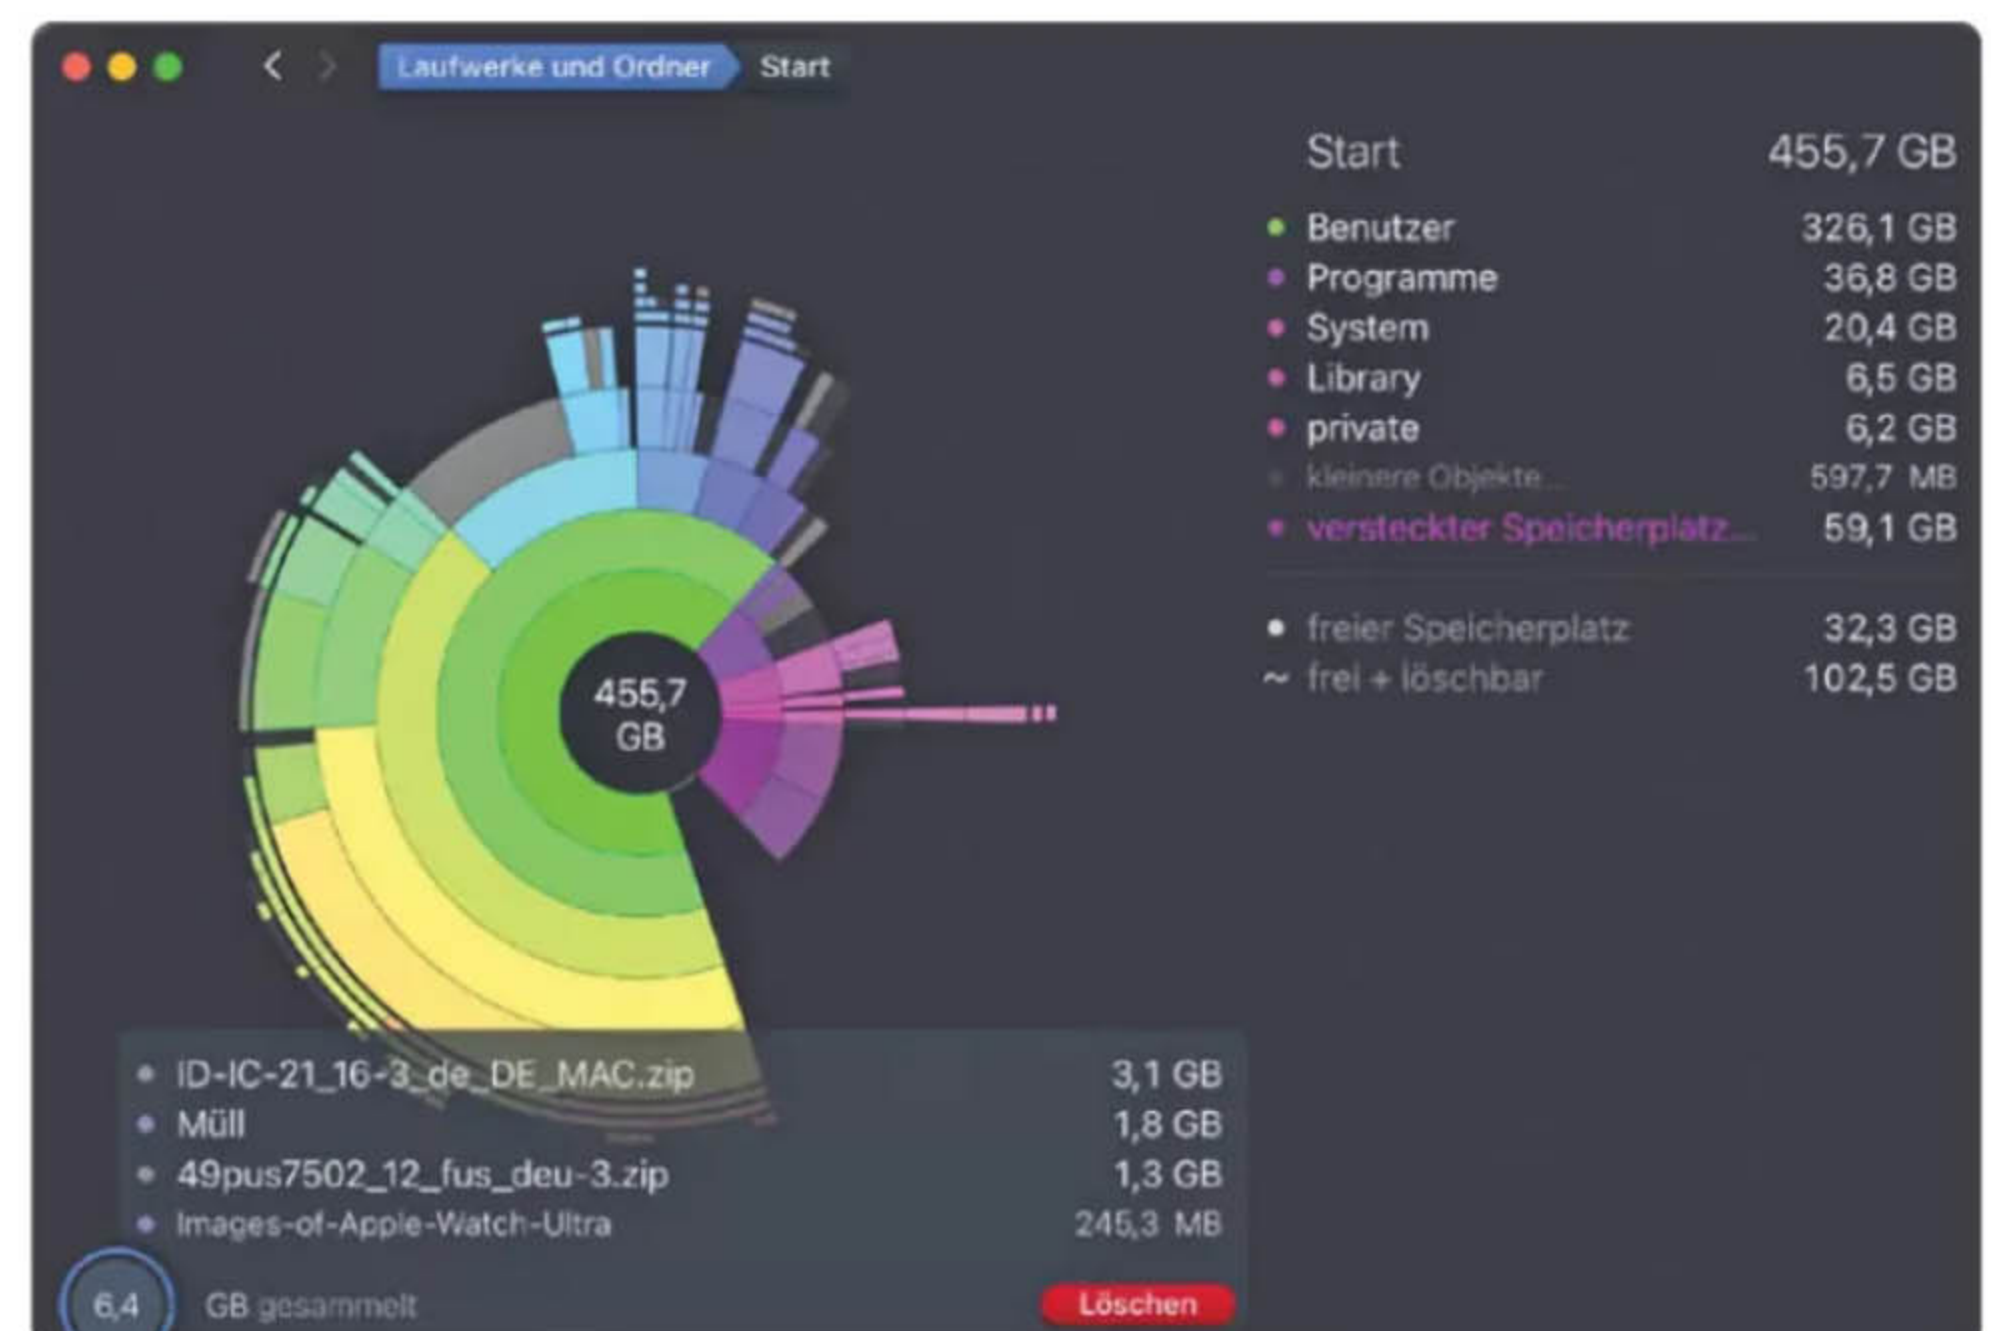 Laufwerke und Ordner Start
Start 455,7 GB
Benutzer 326,1 GB
Programme 36,8 GB
System 20,4 GB
Library 6,5 GB
private 6,2 GB
kleinere Objekte... 597,7 MB
versteckter Speicherplatz... 59,1 GB
freier Speicherplatz 32,3 GB
~ frei + löschbar 102,5 GB
455,7
GB
iD-IC-21_16-3_de_DE_MAC.zip 3,1 GB
Müll 1,8 GB
49pus7502_12_fus_deu-3.zip 1,3 GB
Images-of-Apple-Watch-Ultra 245,3 MB
6,4 GB gesammelt Löschen